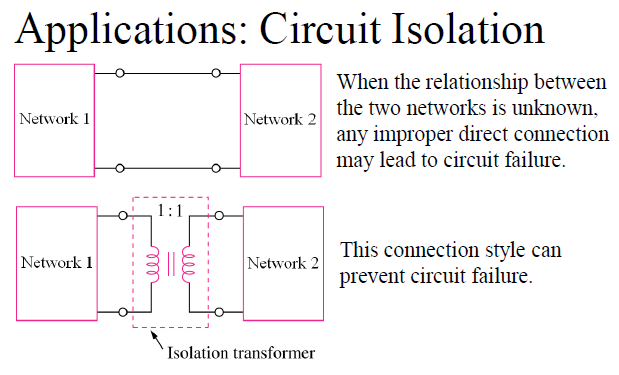 Applications: Circuit Isolation
Network 1
Network 2
When the relationship between
the two networks is unknown,
any improper direct connection
may lead to circuit failure.
1:1
Network 1
Network 2
This connection style can
prevent circuit failure.
Isolation transformer